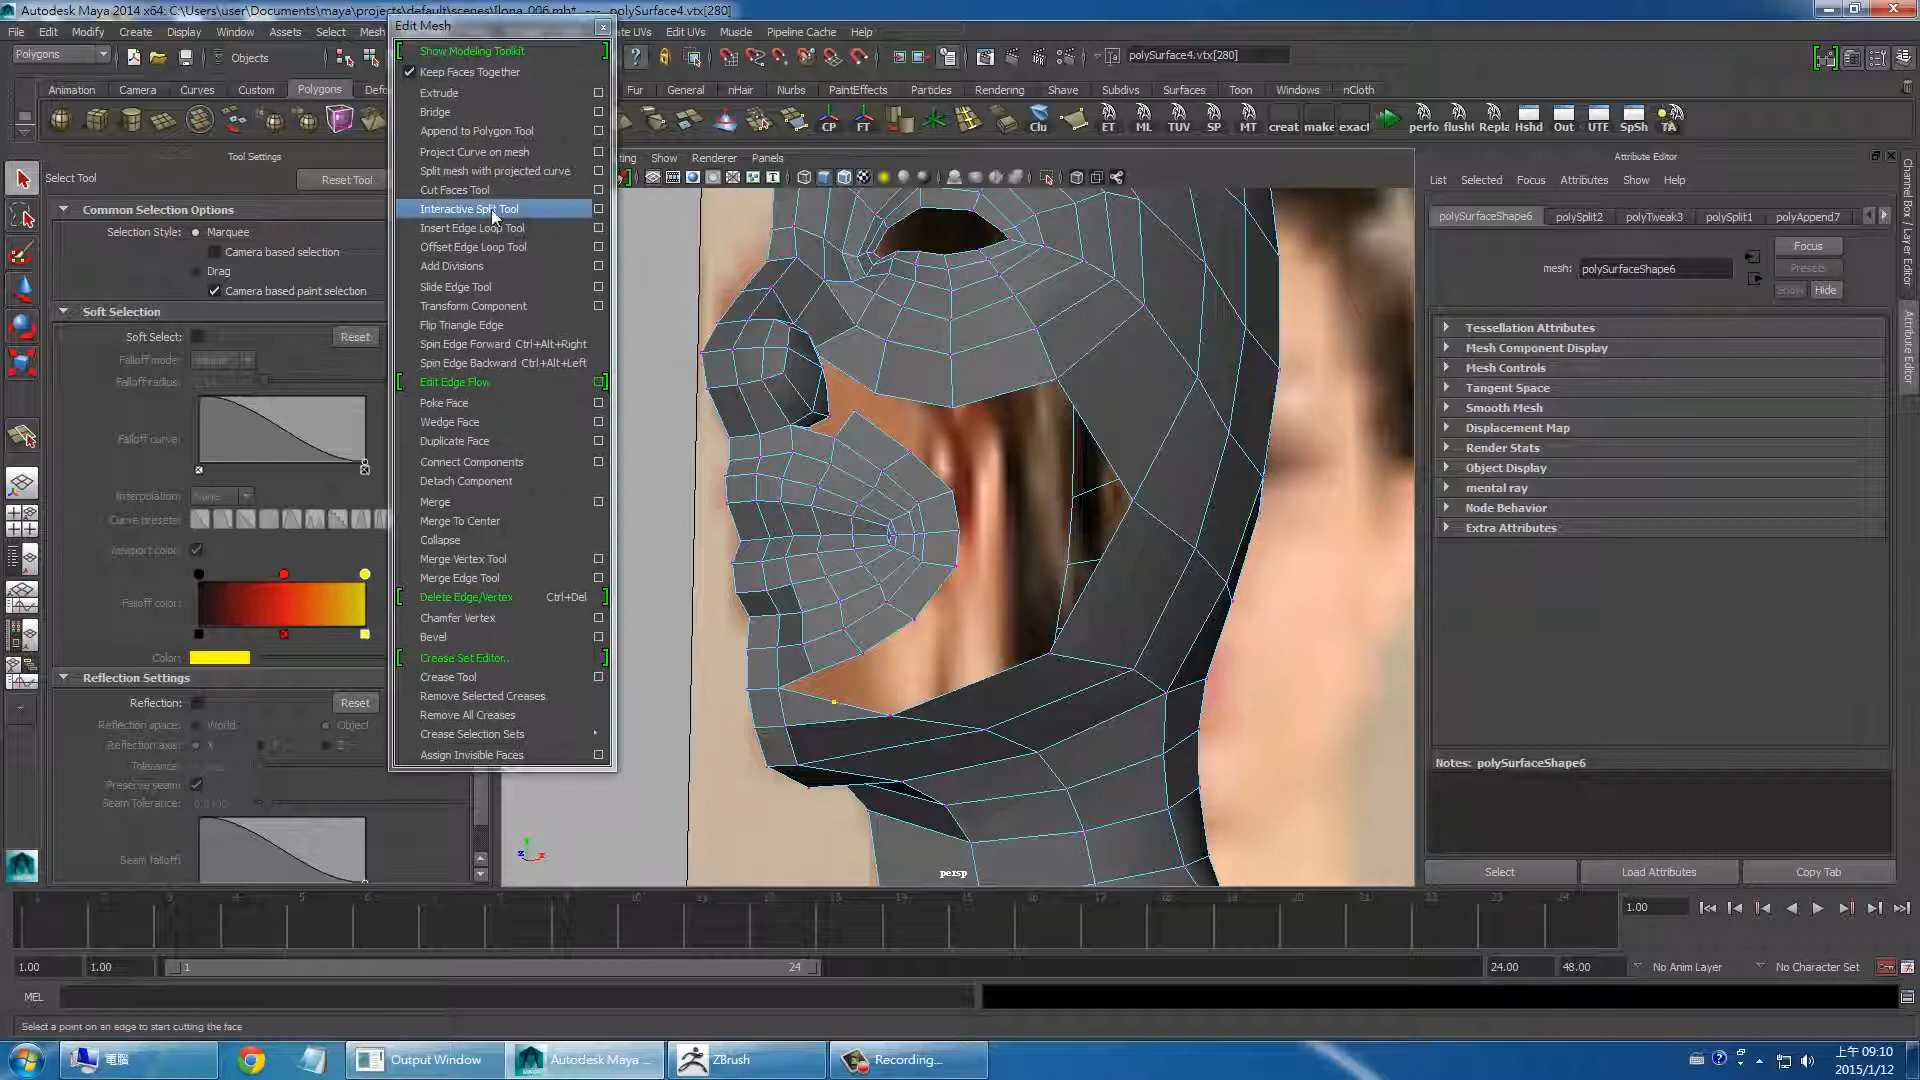 Autodesk Maya 2014 x64: C:\Users\user\Documents\maya\projects\default\scenes\Ilona_006.mb* --- polySurface4.vtx[280]
File Edit Modify Create Display Window Assets Select Mesh
Edit UVs Muscle Pipeline Cache Help
Polygons
Objects
polySurface4.vtx[280]
Animation Camera Curves Custom Polygons
Fur General nHair Nurbs PaintEffects Particles Rendering Shave Subdivs Surfaces Toon Windows nCloth
CP FT Clu ET ML TUV SP MT creat make exact perfo flusht Repla Hshd Out UTE SpSh TA
Tool Settings
Select Tool
Reset Tool
Common Selection Options
Selection Style: Marquee
Camera based selection
Drag
Camera based paint selection
Soft Selection
Soft Select:
Reset
Falloff mode:
Falloff radius:
Falloff curve:
Interpolation: None
Curve presets:
Viewport color:
Falloff color:
Color:
Reflection Settings
Reflection:
Reset
Reflection space: World Object
Reflection axis: X Y Z
Tolerance:
Preserve seam:
Seam Tolerance:
Seam falloff:
Edit Mesh
Show Modeling Toolkit
Keep Faces Together
Extrude
Bridge
Append to Polygon Tool
Project Curve on mesh
Split mesh with projected curve
Cut Faces Tool
Interactive Split Tool
Insert Edge Loop Tool
Offset Edge Loop Tool
Add Divisions
Slide Edge Tool
Transform Component
Flip Triangle Edge
Spin Edge Forward Ctrl+Alt+Right
Spin Edge Backward Ctrl+Alt+Left
Edit Edge Flow
Poke Face
Wedge Face
Duplicate Face
Connect Components
Detach Component
Merge
Merge To Center
Collapse
Merge Vertex Tool
Merge Edge Tool
Delete Edge/Vertex Ctrl+Del
Chamfer Vertex
Bevel
Crease Set Editor...
Crease Tool
Remove Selected Creases
Remove All Creases
Crease Selection Sets
Assign Invisible Faces
Show Renderer Panels
persp
Attribute Editor
List Selected Focus Attributes Show Help
polySurfaceShape6 polySplit2 polyTweak3 polySplit1 polyAppend7
mesh: polySurfaceShape6
Focus
Presets
Show Hide
Tessellation Attributes
Mesh Component Display
Mesh Controls
Tangent Space
Smooth Mesh
Displacement Map
Render Stats
Object Display
mental ray
Node Behavior
Extra Attributes
Notes: polySurfaceShape6
Select Load Attributes Copy Tab
Channel Box / Layer Editor
Attribute Editor
1.00
1.00 1.00 1 24 24.00 48.00 No Anim Layer No Character Set
MEL
Select a point on an edge to start cutting the face
電腦 Output Window Autodesk Maya ... ZBrush Recording...
上午 09:10
2015/1/12